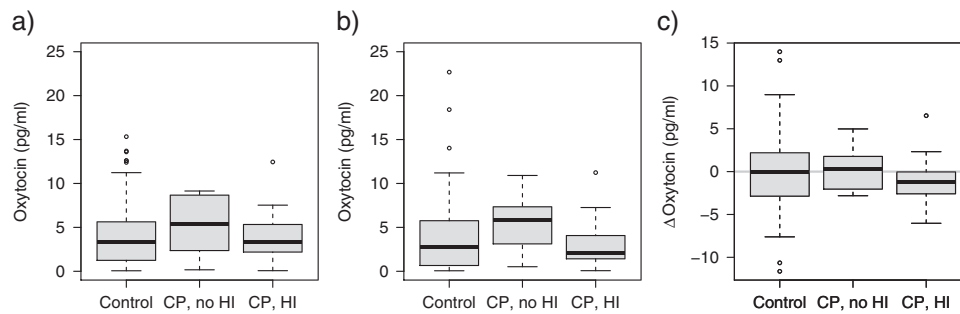 a)
Oxytocin (pg/ml)
25
20
15
10
5
0
Control
CP, no HI
CP, HI
b)
Oxytocin (pg/ml)
25
20
15
10
5
0
Control
CP, no HI
CP, HI
c)
Δ Oxytocin (pg/ml)
15
10
5
0
−5
−10
Control
CP, no HI
CP, HI